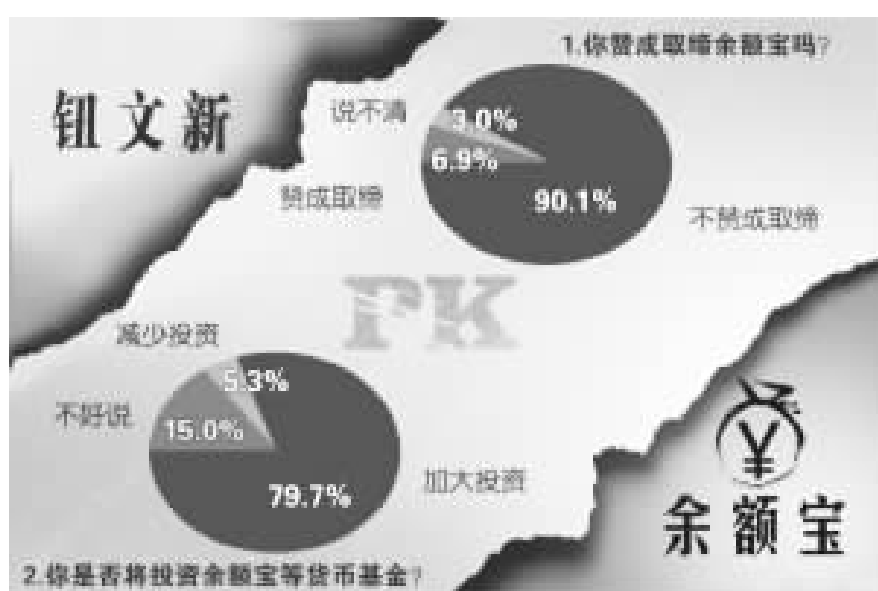 1.你赞成取缔余额宝吗?
钮文新
说不清
3.0%
6.9%
赞成取缔
90.1%
不赞成取缔
PK
减少投资
5.3%
不好说
15.0%
加大投资
79.7%
¥
余额宝
2.你是否将投资余额宝等货币基金?